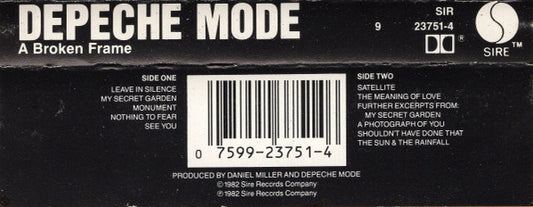 DEPECHE MODE
A Broken Frame
SIR
9 23751-4
DD®
SIRE™
SIDE ONE
LEAVE IN SILENCE
MY SECRET GARDEN
MONUMENT
NOTHING TO FEAR
SEE YOU
0 7599-23751-4
SIDE TWO
SATELLITE
THE MEANING OF LOVE
FURTHER EXCERPTS FROM:
MY SECRET GARDEN
A PHOTOGRAPH OF YOU
SHOULDN'T HAVE DONE THAT
THE SUN & THE RAINFALL
PRODUCED BY DANIEL MILLER AND DEPECHE MODE
© 1982 Sire Records Company
℗ 1982 Sire Records Company